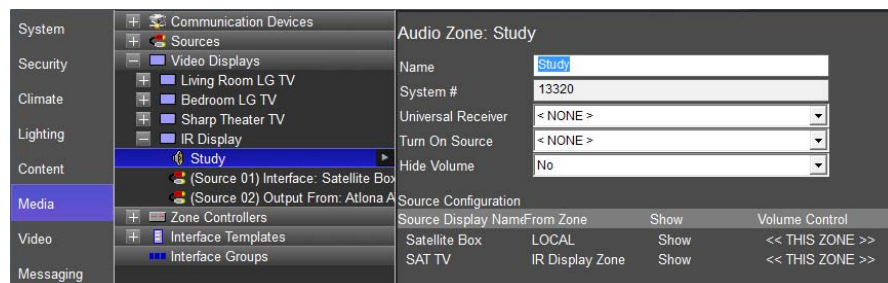 System
Security
Climate
Lighting
Content
Media
Video
Messaging
Communication Devices
Sources
Video Displays
Living Room LG TV
Bedroom LG TV
Sharp Theater TV
IR Display
Study
(Source 01) Interface: Satellite Box
(Source 02) Output From: Atlona A
Zone Controllers
Interface Templates
Interface Groups
Audio Zone: Study
Name Study
System # 13320
Universal Receiver < NONE >
Turn On Source < NONE >
Hide Volume No
Source Configuration
Source Display Name From Zone Show Volume Control
Satellite Box LOCAL Show << THIS ZONE >>
SAT TV IR Display Zone Show << THIS ZONE >>